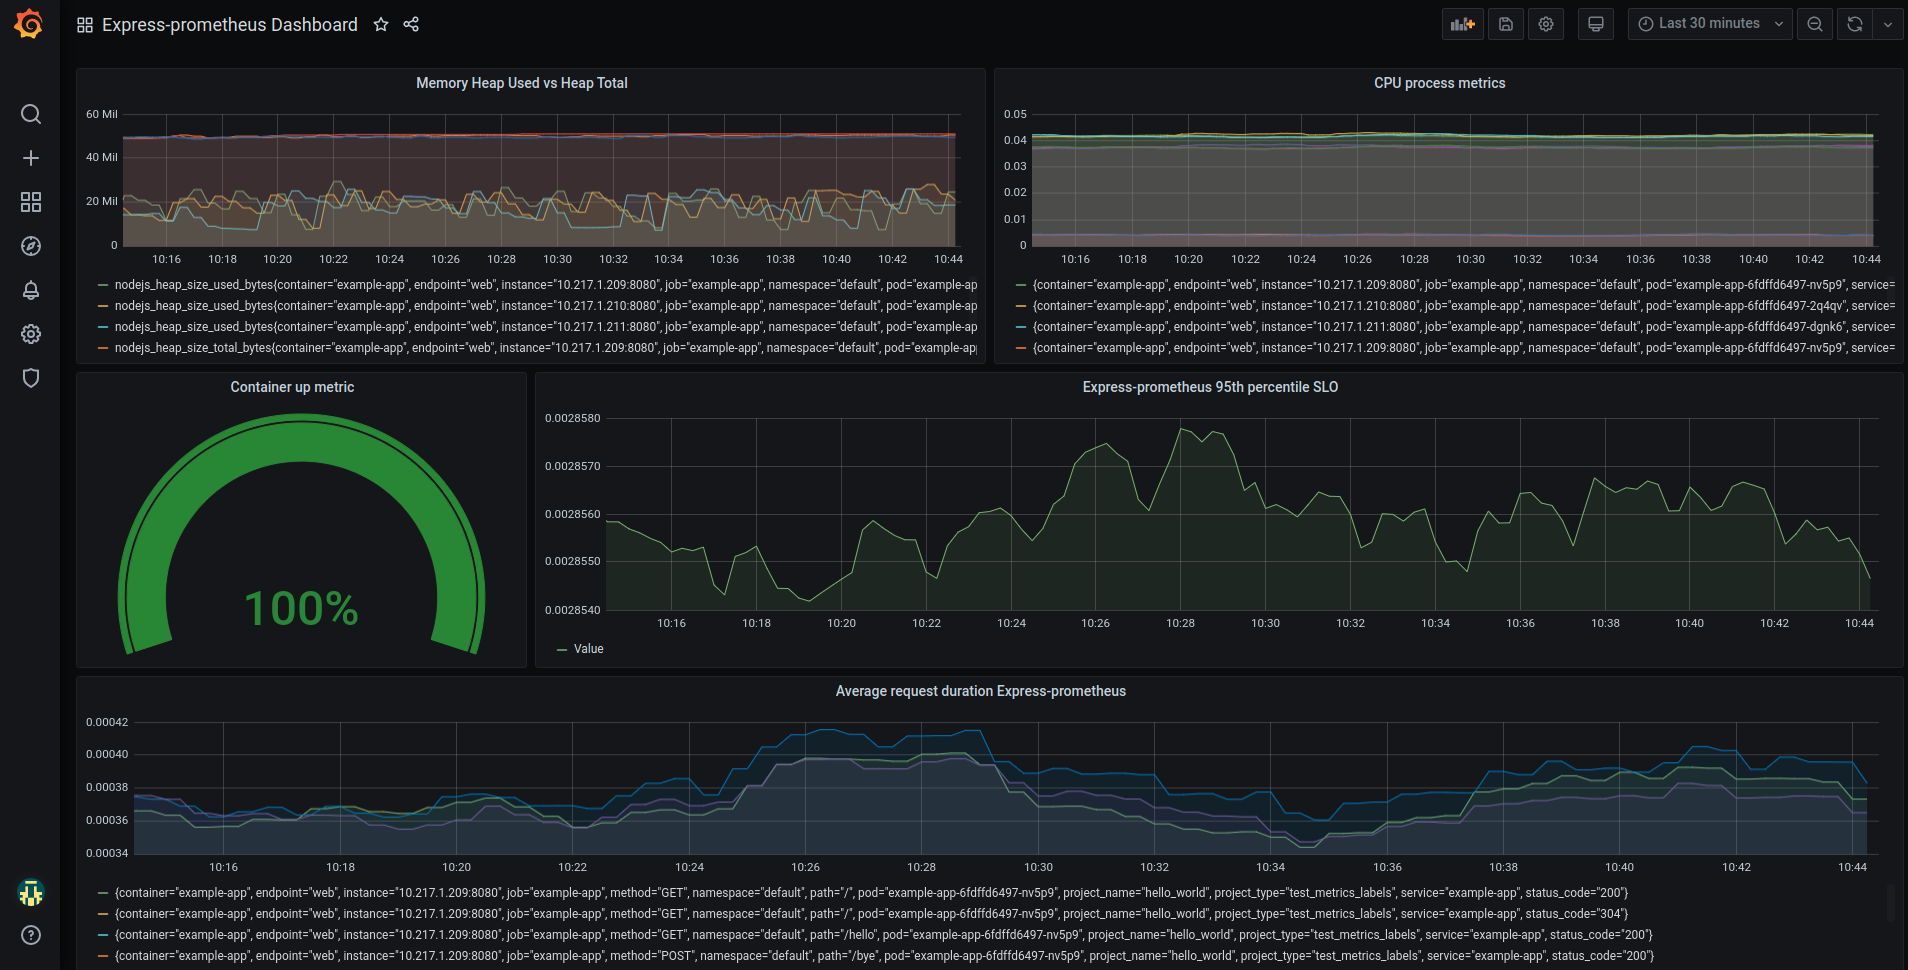 Express-prometheus Dashboard
Last 30 minutes
Memory Heap Used vs Heap Total
60 Mil
40 Mil
20 Mil
0
10:16 10:18 10:20 10:22 10:24 10:26 10:28 10:30 10:32 10:34 10:36 10:38 10:40 10:42 10:44
nodejs_heap_size_used_bytes{container="example-app", endpoint="web", instance="10.217.1.209:8080", job="example-app", namespace="default", pod="example-ap
nodejs_heap_size_used_bytes{container="example-app", endpoint="web", instance="10.217.1.210:8080", job="example-app", namespace="default", pod="example-ap
nodejs_heap_size_used_bytes{container="example-app", endpoint="web", instance="10.217.1.211:8080", job="example-app", namespace="default", pod="example-ap
nodejs_heap_size_total_bytes{container="example-app", endpoint="web", instance="10.217.1.209:8080", job="example-app", namespace="default", pod="example-ap
CPU process metrics
0.05
0.04
0.03
0.02
0.01
0
10:16 10:18 10:20 10:22 10:24 10:26 10:28 10:30 10:32 10:34 10:36 10:38 10:40 10:42 10:44
{container="example-app", endpoint="web", instance="10.217.1.209:8080", job="example-app", namespace="default", pod="example-app-6fdffd6497-nv5p9", service=
{container="example-app", endpoint="web", instance="10.217.1.210:8080", job="example-app", namespace="default", pod="example-app-6fdffd6497-2q4qv", service=
{container="example-app", endpoint="web", instance="10.217.1.211:8080", job="example-app", namespace="default", pod="example-app-6fdffd6497-dgnk6", service=
{container="example-app", endpoint="web", instance="10.217.1.209:8080", job="example-app", namespace="default", pod="example-app-6fdffd6497-nv5p9", service=
Container up metric
100%
Express-prometheus 95th percentile SLO
0.0028580
0.0028570
0.0028560
0.0028550
0.0028540
10:16 10:18 10:20 10:22 10:24 10:26 10:28 10:30 10:32 10:34 10:36 10:38 10:40 10:42 10:44
Value
Average request duration Express-prometheus
0.00042
0.00040
0.00038
0.00036
0.00034
10:16 10:18 10:20 10:22 10:24 10:26 10:28 10:30 10:32 10:34 10:36 10:38 10:40 10:42 10:44
{container="example-app", endpoint="web", instance="10.217.1.209:8080", job="example-app", method="GET", namespace="default", path="/", pod="example-app-6fdffd6497-nv5p9", project_name="hello_world", project_type="test_metrics_labels", service="example-app", status_code="200"}
{container="example-app", endpoint="web", instance="10.217.1.209:8080", job="example-app", method="GET", namespace="default", path="/", pod="example-app-6fdffd6497-nv5p9", project_name="hello_world", project_type="test_metrics_labels", service="example-app", status_code="304"}
{container="example-app", endpoint="web", instance="10.217.1.209:8080", job="example-app", method="GET", namespace="default", path="/hello", pod="example-app-6fdffd6497-nv5p9", project_name="hello_world", project_type="test_metrics_labels", service="example-app", status_code="200"}
{container="example-app", endpoint="web", instance="10.217.1.209:8080", job="example-app", method="POST", namespace="default", path="/bye", pod="example-app-6fdffd6497-nv5p9", project_name="hello_world", project_type="test_metrics_labels", service="example-app", status_code="200"}